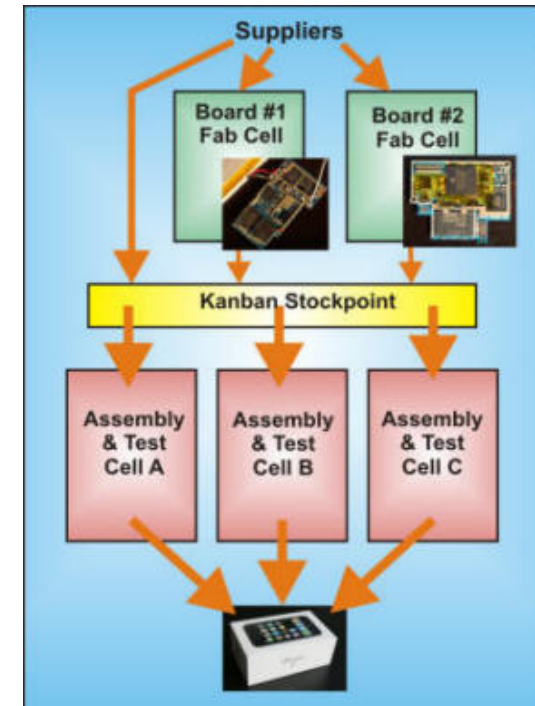 Suppliers
Board #1
Fab Cell
Board #2
Fab Cell
Kanban Stockpoint
Assembly
& Test
Cell A
Assembly
& Test
Cell B
Assembly
& Test
Cell C